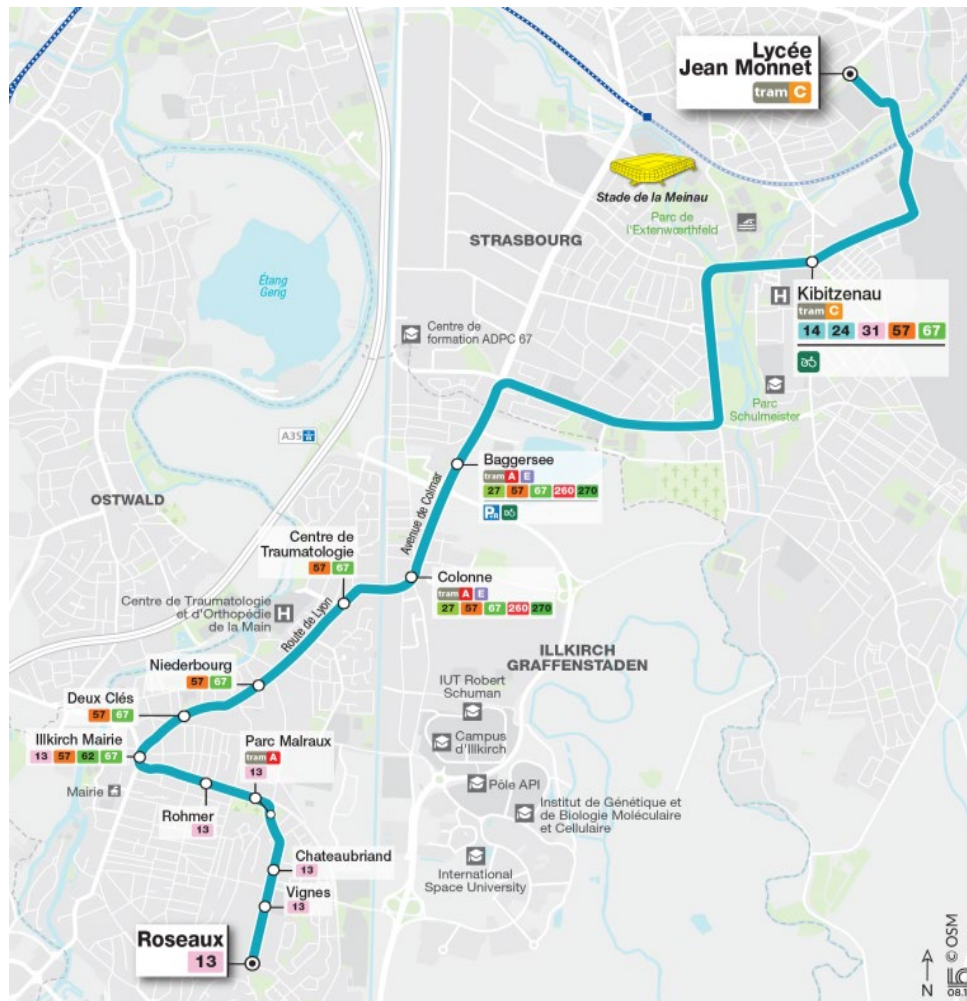 Lycée
Jean Monnet
tram C
Stade de la Meinau
Parc de
l'Extenwœrthfeld
STRASBOURG
Étang
Gerig
H
Kibitzenau
tram C
14 24 31 57 67
Centre de
formation ADPC 67
Parc
Schulmeister
A35
Baggersee
tram A E
27 57 67 260 270
P+R
OSTWALD
Avenue de Colmar
Centre de
Traumatologie
57 67
Colonne
tram A E
27 57 67 260 270
Centre de Traumatologie
et d'Orthopédie
de la Main
H
Route de Lyon
ILLKIRCH
GRAFFENSTADEN
Niederbourg
57 67
IUT Robert
Schuman
Deux Clés
57 67
Campus
d'Illkirch
Illkirch Mairie
13 57 62 67
Parc Malraux
tram A
13
Pôle API
Mairie
Rohmer
13
Institut de Génétique et
de Biologie Moléculaire
et Cellulaire
Chateaubriand
13
International
Space University
Vignes
13
Roseaux
13
N
© OSM